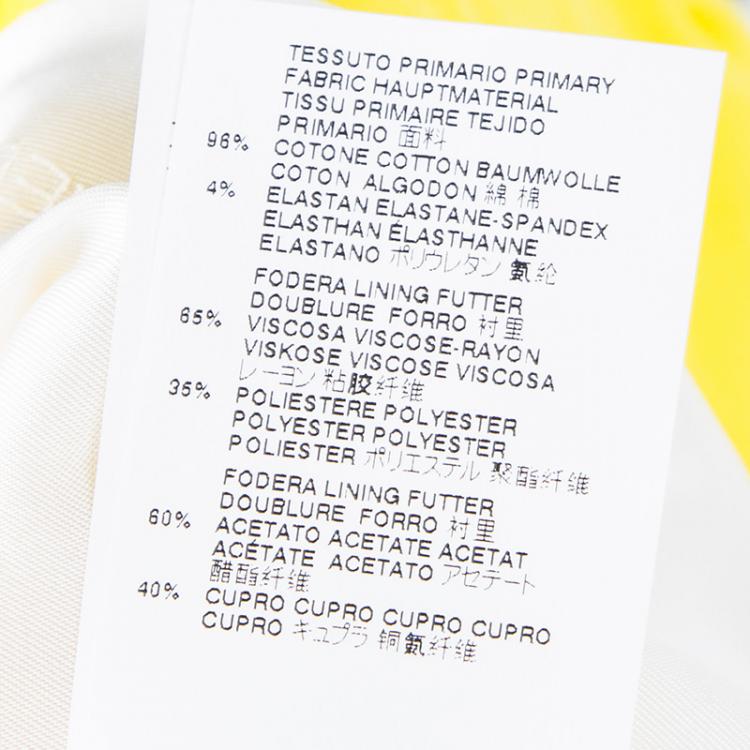 TESSUTO PRIMARIO PRIMARY
FABRIC HAUPTMATERIAL
TISSU PRIMAIRE TEJIDO
PRIMARIO 面料
96% COTONE COTTON BAUMWOLLE
COTON ALGODON 綿 棉
4% ELASTAN ELASTANE-SPANDEX
ELASTHAN ÉLASTHANNE
ELASTANO ポリウレタン 氨纶
FODERA LINING FUTTER
DOUBLURE FORRO 衬里
65% VISCOSA VISCOSE-RAYON
VISKOSE VISCOSE VISCOSA
レーヨン 粘胶纤维
35% POLIESTERE POLYESTER
POLYESTER POLYESTER
POLIESTER ポリエステル 聚酯纤维
FODERA LINING FUTTER
DOUBLURE FORRO 衬里
60% ACETATO ACETATE ACETAT
ACÉTATE ACETATO アセテート
醋酯纤维
40% CUPRO CUPRO CUPRO CUPRO
CUPRO キュプラ 铜氨纤维